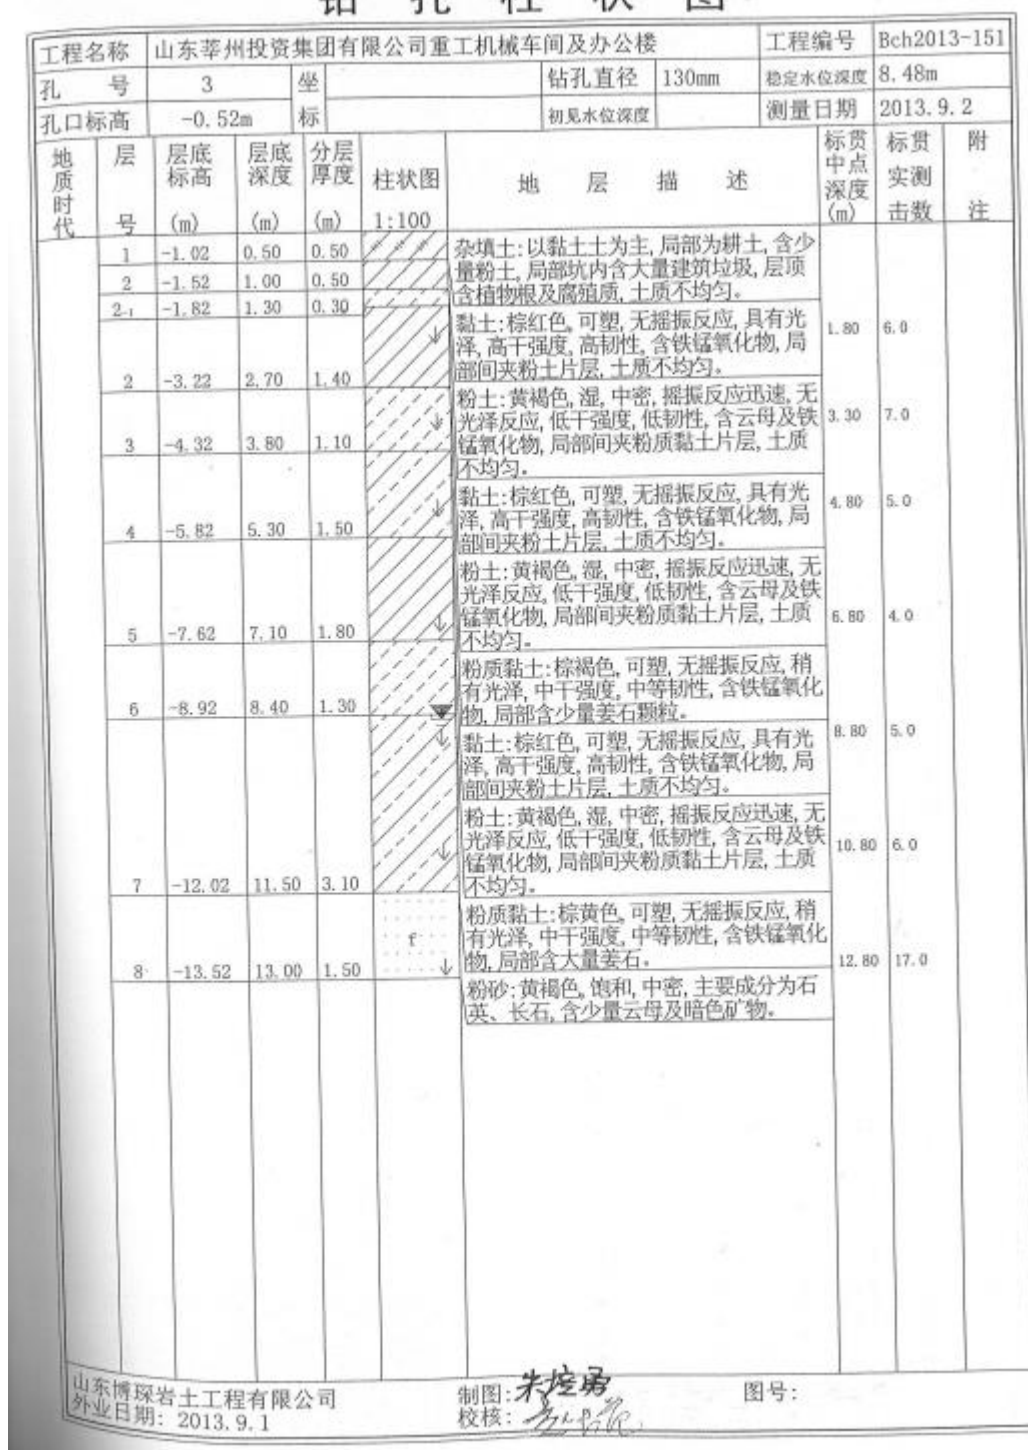 钻 孔 柱 状 图
工程名称 山东莘州投资集团有限公司重工机械车间及办公楼 工程编号 Bch2013-151
孔 号 3 坐 钻孔直径 130mm 稳定水位深度 8.48m
孔口标高 -0.52m 标 初见水位深度 测量日期 2013.9.2
地质时代 层号 层底标高(m) 层底深度(m) 分层厚度(m) 柱状图1:100 地 层 描 述 标贯中点深度(m) 标贯实测击数 附注
1 -1.02 0.50 0.50
2 -1.52 1.00 0.50
2-1 -1.82 1.30 0.30
2 -3.22 2.70 1.40
3 -4.32 3.80 1.10
4 -5.82 5.30 1.50
5 -7.62 7.10 1.80
6 -8.92 8.40 1.30
7 -12.02 11.50 3.10
f
8 -13.52 13.00 1.50
杂填土:以黏土土为主,局部为耕土,含少
量粉土,局部坑内含大量建筑垃圾,层顶
含植物根及腐殖质,土质不均匀。
黏土:棕红色,可塑,无摇振反应,具有光
泽,高干强度,高韧性,含铁锰氧化物,局
部间夹粉土片层,土质不均匀。
粉土:黄褐色,湿,中密,摇振反应迅速,无
光泽反应,低干强度,低韧性,含云母及铁
锰氧化物,局部间夹粉质黏土片层,土质
不均匀。
黏土:棕红色,可塑,无摇振反应,具有光
泽,高干强度,高韧性,含铁锰氧化物,局
部间夹粉土片层,土质不均匀。
粉土:黄褐色,湿,中密,摇振反应迅速,无
光泽反应,低干强度,低韧性,含云母及铁
锰氧化物,局部间夹粉质黏土片层,土质
不均匀。
粉质黏土:棕褐色,可塑,无摇振反应,稍
有光泽,中干强度,中等韧性,含铁锰氧化
物,局部含少量姜石颗粒。
黏土:棕红色,可塑,无摇振反应,具有光
泽,高干强度,高韧性,含铁锰氧化物,局
部间夹粉土片层,土质不均匀。
粉土:黄褐色,湿,中密,摇振反应迅速,无
光泽反应,低干强度,低韧性,含云母及铁
锰氧化物,局部间夹粉质黏土片层,土质
不均匀。
粉质黏土:棕黄色,可塑,无摇振反应,稍
有光泽,中干强度,中等韧性,含铁锰氧化
物,局部含大量姜石。
粉砂:黄褐色,饱和,中密,主要成分为石
英、长石,含少量云母及暗色矿物。
1.80 6.0
3.30 7.0
4.80 5.0
6.80 4.0
8.80 5.0
10.80 6.0
12.80 17.0
山东博琛岩土工程有限公司 制图: 图号:
外业日期: 2013.9.1 校核: